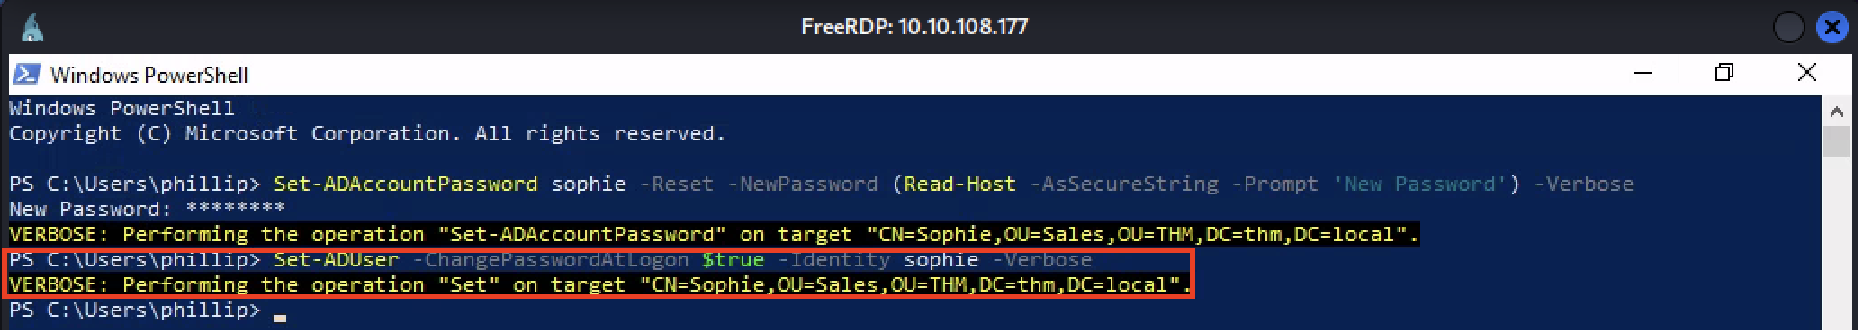 FreeRDP: 10.10.108.177
Windows PowerShell
Windows PowerShell
Copyright (C) Microsoft Corporation. All rights reserved.
PS C:\Users\phillip> Set-ADAccountPassword sophie -Reset -NewPassword (Read-Host -AsSecureString -Prompt 'New Password') -Verbose
New Password: ********
VERBOSE: Performing the operation "Set-ADAccountPassword" on target "CN=Sophie,OU=Sales,OU=THM,DC=thm,DC=local".
PS C:\Users\phillip> Set-ADUser -ChangePasswordAtLogon $true -Identity sophie -Verbose
VERBOSE: Performing the operation "Set" on target "CN=Sophie,OU=Sales,OU=THM,DC=thm,DC=local".
PS C:\Users\phillip>